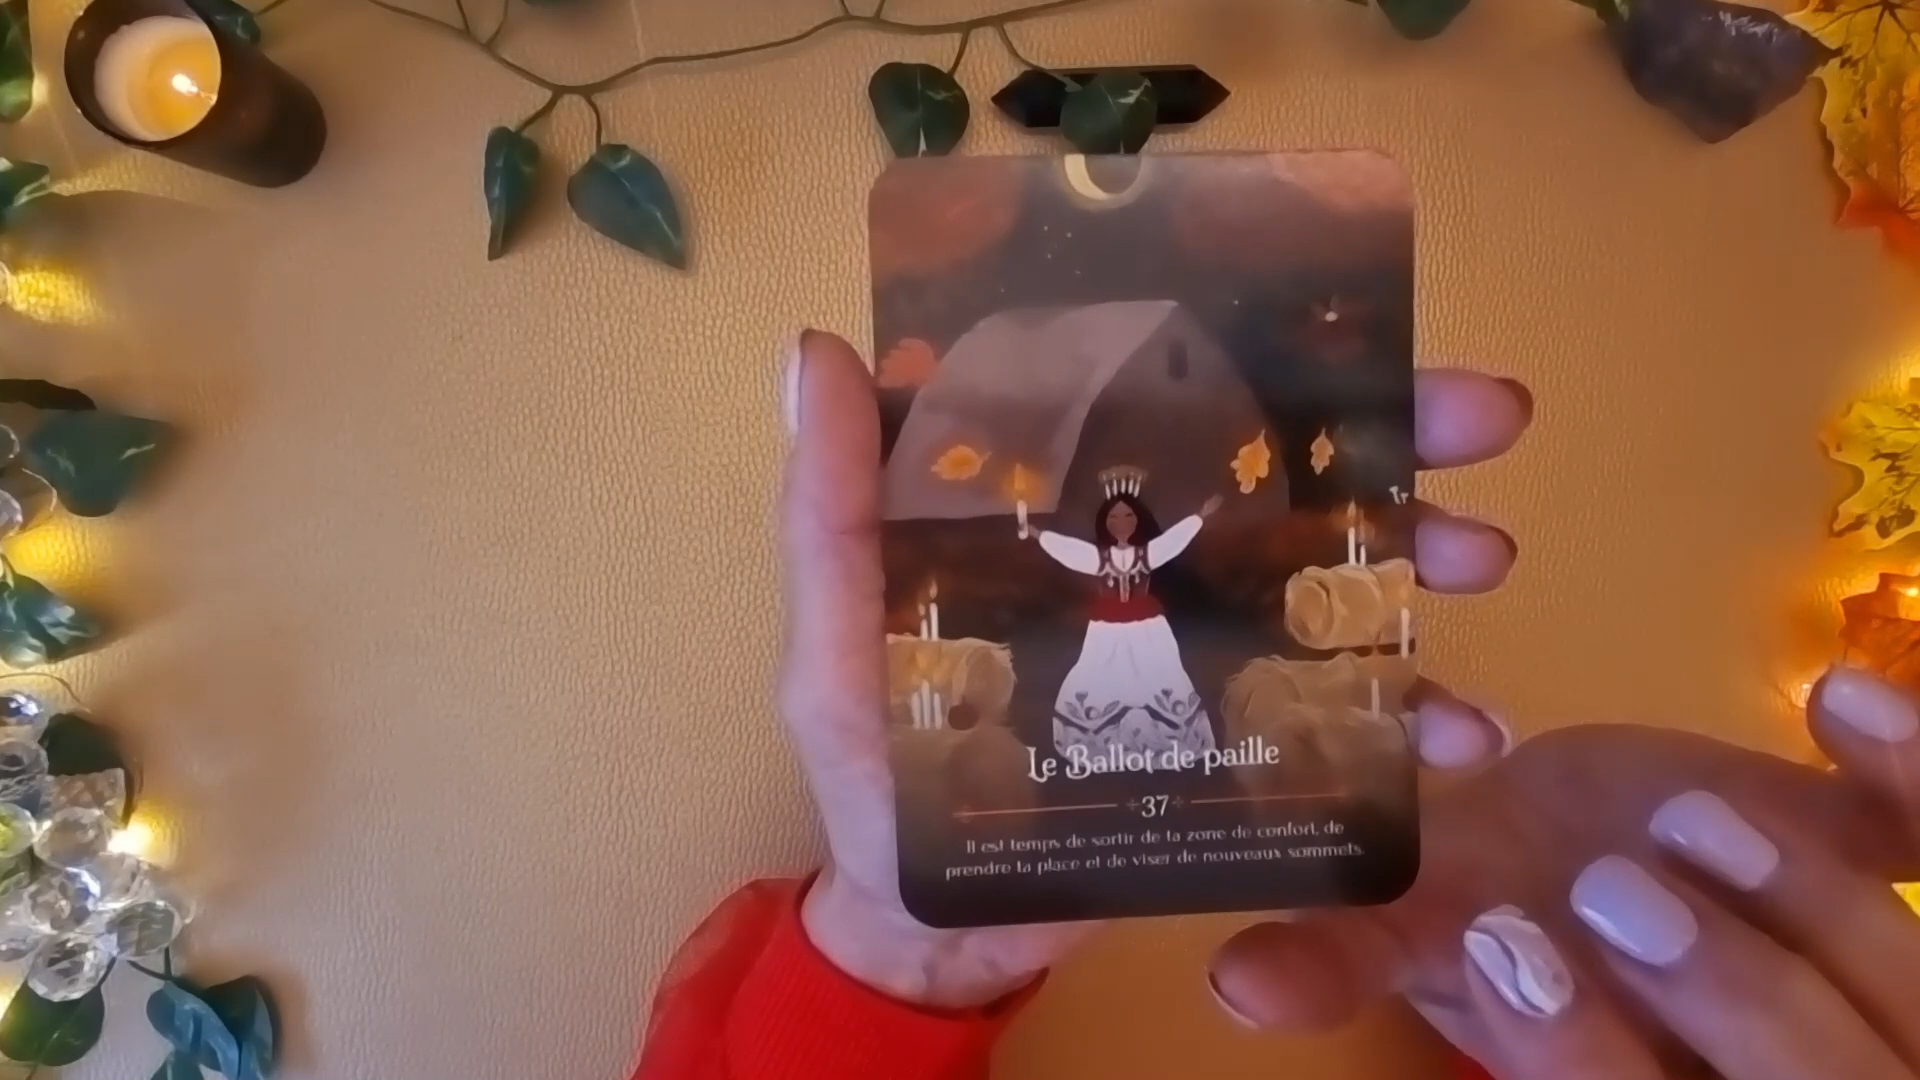 Le Ballot de paille
37
Il est temps de sortir de ta zone de confort, de
prendre ta place et de viser de nouveaux sommets.